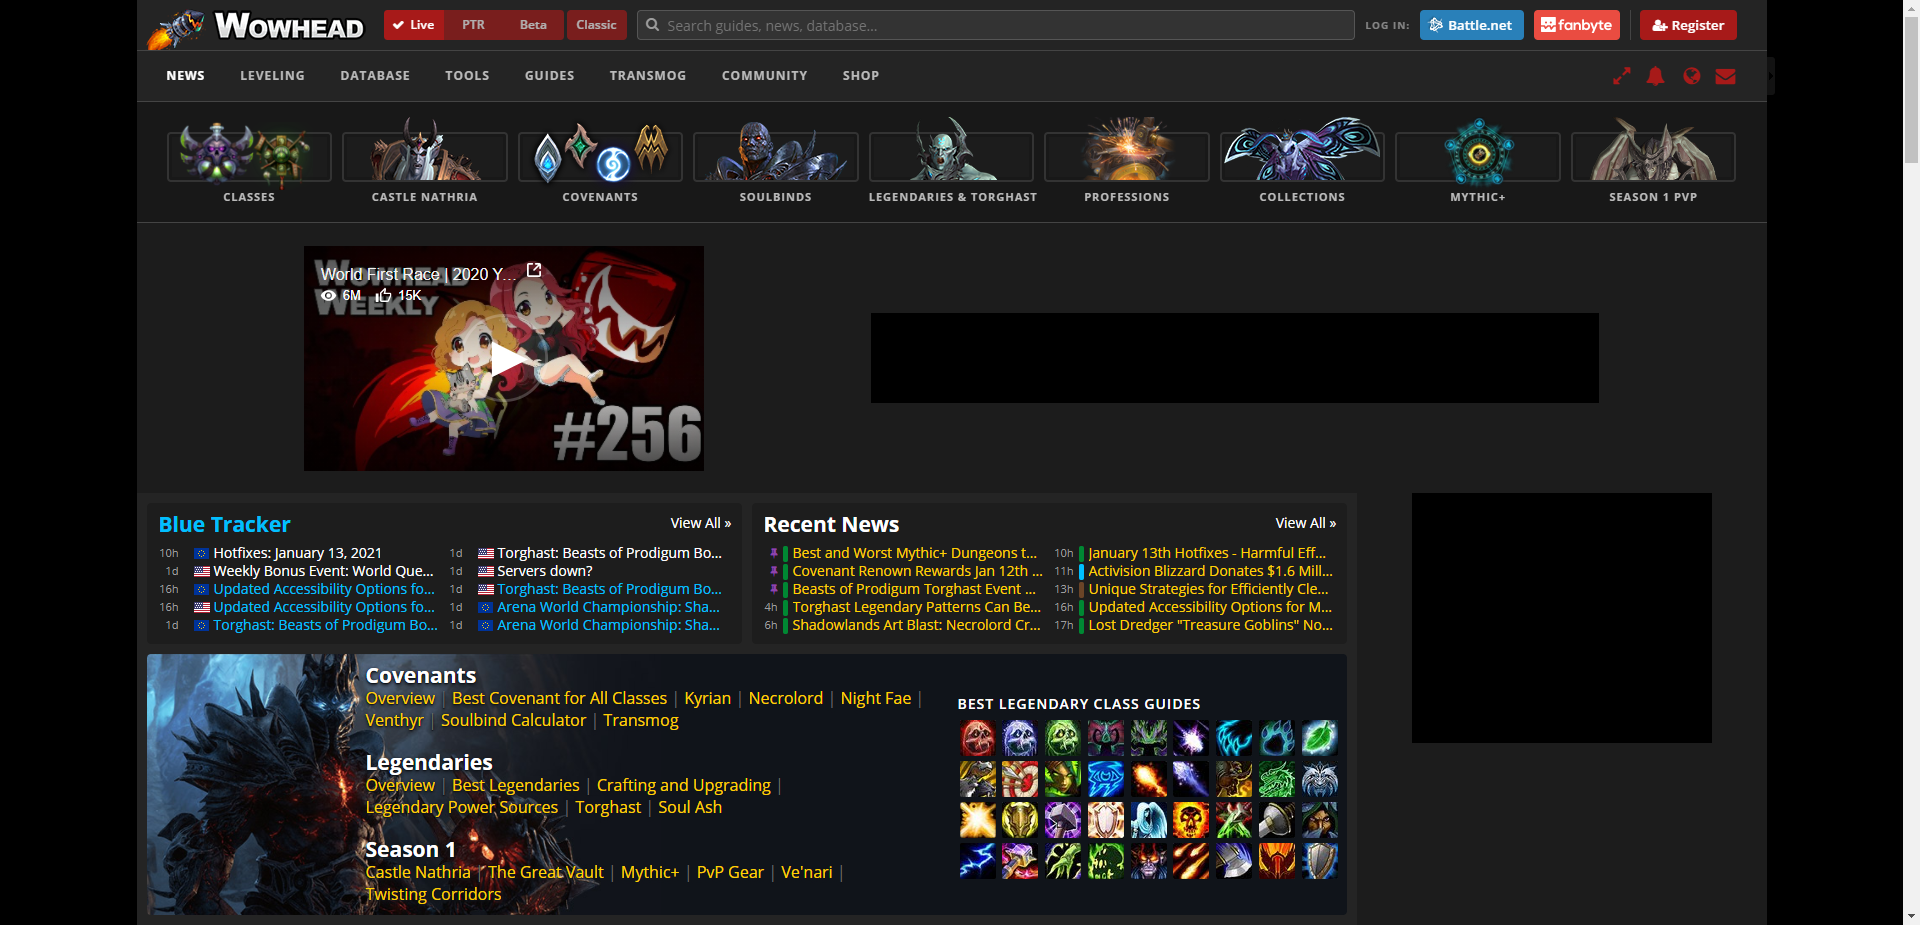 WOWHEAD
Live PTR Beta Classic
Search guides, news, database...
LOG IN: Battle.net fanbyte Register
NEWS LEVELING DATABASE TOOLS GUIDES TRANSMOG COMMUNITY SHOP
CLASSES CASTLE NATHRIA COVENANTS SOULBINDS LEGENDARIES & TORGHAST PROFESSIONS COLLECTIONS MYTHIC+ SEASON 1 PVP
World First Race | 2020 Y...
6M 15K
WOWHEAD
WEEKLY
#256
Blue Tracker
View All »
10h Hotfixes: January 13, 2021
1d Weekly Bonus Event: World Que...
16h Updated Accessibility Options fo...
16h Updated Accessibility Options fo...
1d Torghast: Beasts of Prodigum Bo...
1d Torghast: Beasts of Prodigum Bo...
1d Servers down?
1d Torghast: Beasts of Prodigum Bo...
1d Arena World Championship: Sha...
1d Arena World Championship: Sha...
Recent News
View All »
Best and Worst Mythic+ Dungeons t...
Covenant Renown Rewards Jan 12th ...
Beasts of Prodigum Torghast Event ...
4h Torghast Legendary Patterns Can Be...
6h Shadowlands Art Blast: Necrolord Cr...
10h January 13th Hotfixes - Harmful Eff...
11h Activision Blizzard Donates $1.6 Mill...
13h Unique Strategies for Efficiently Cle...
16h Updated Accessibility Options for M...
17h Lost Dredger "Treasure Goblins" No...
Covenants
Overview | Best Covenant for All Classes | Kyrian | Necrolord | Night Fae |
Venthyr | Soulbind Calculator | Transmog
Legendaries
Overview | Best Legendaries | Crafting and Upgrading |
Legendary Power Sources | Torghast | Soul Ash
Season 1
Castle Nathria | The Great Vault | Mythic+ | PvP Gear | Ve'nari |
Twisting Corridors
BEST LEGENDARY CLASS GUIDES